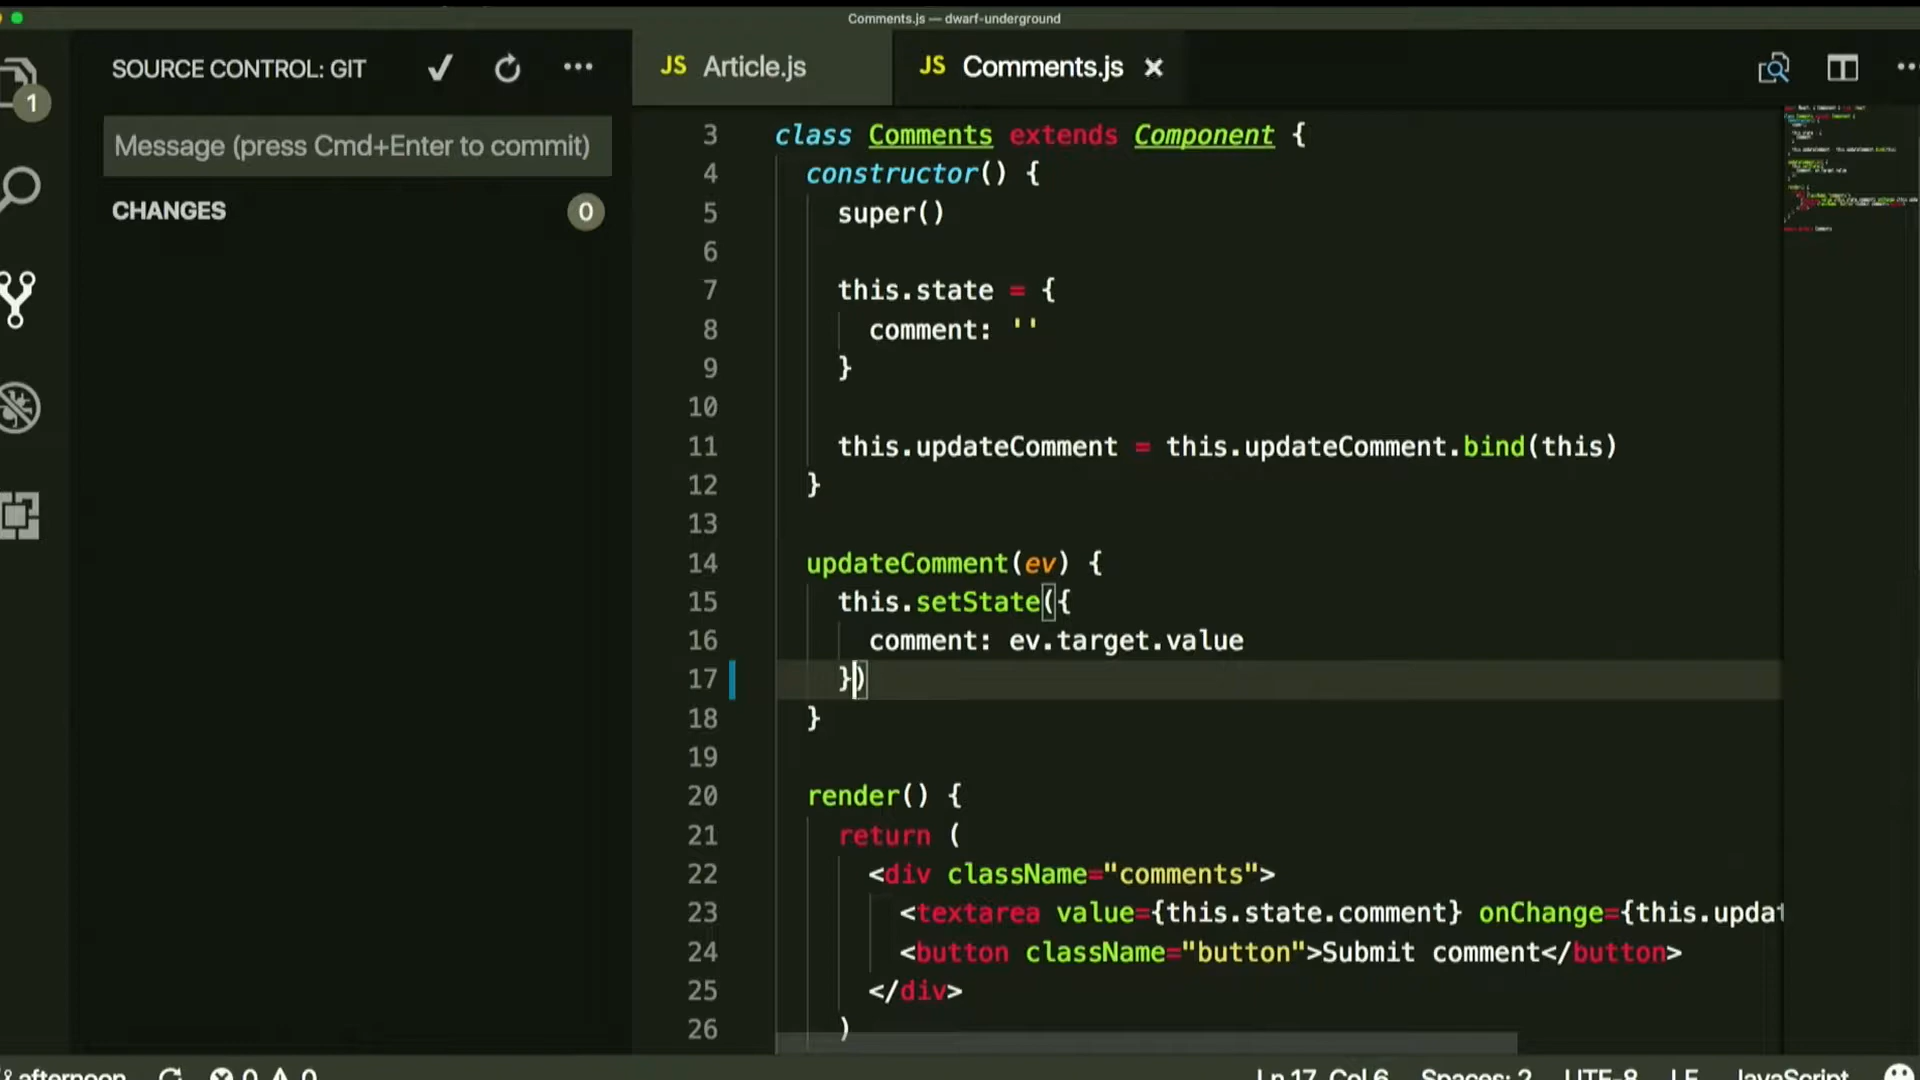 Comments.js — dwarf-underground
SOURCE CONTROL: GIT
JS Article.js
JS Comments.js
1
Message (press Cmd+Enter to commit)
CHANGES
0
3 class Comments extends Component {
4 constructor() {
5 super()
6
7 this.state = {
8 comment: ''
9 }
10
11 this.updateComment = this.updateComment.bind(this)
12 }
13
14 updateComment(ev) {
15 this.setState({
16 comment: ev.target.value
17 })
18 }
19
20 render() {
21 return (
22 <div className="comments">
23 <textarea value={this.state.comment} onChange={this.updat
24 <button className="button">Submit comment</button>
25 </div>
26 )
afternoon 0 0
Ln 17, Col 6 Spaces: 2 UTF-8 LF JavaScript